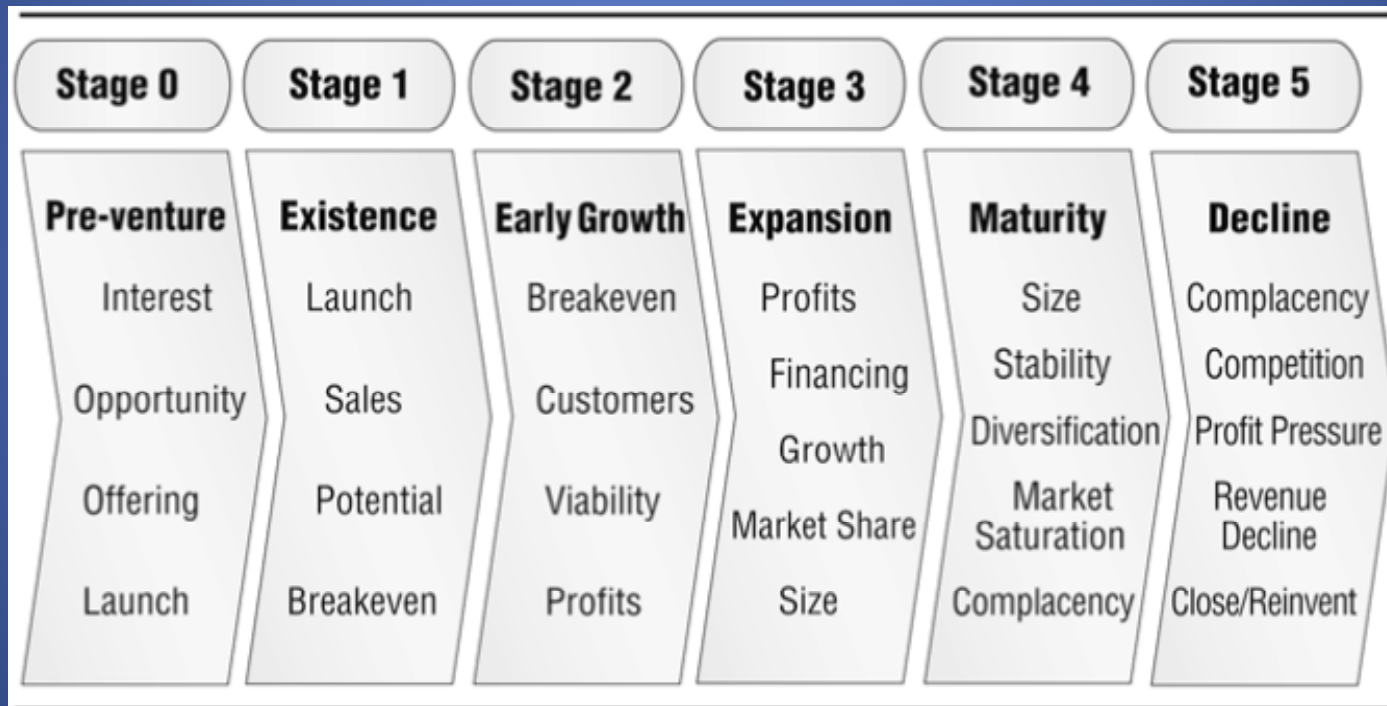 Stage 0
Stage 1
Stage 2
Stage 3
Stage 4
Stage 5
Pre-venture
Interest
Opportunity
Offering
Launch
Existence
Launch
Sales
Potential
Breakeven
Early Growth
Breakeven
Customers
Viability
Profits
Expansion
Profits
Financing
Growth
Market Share
Size
Maturity
Size
Stability
Diversification
Market
Saturation
Complacency
Decline
Complacency
Competition
Profit Pressure
Revenue
Decline
Close/Reinvent